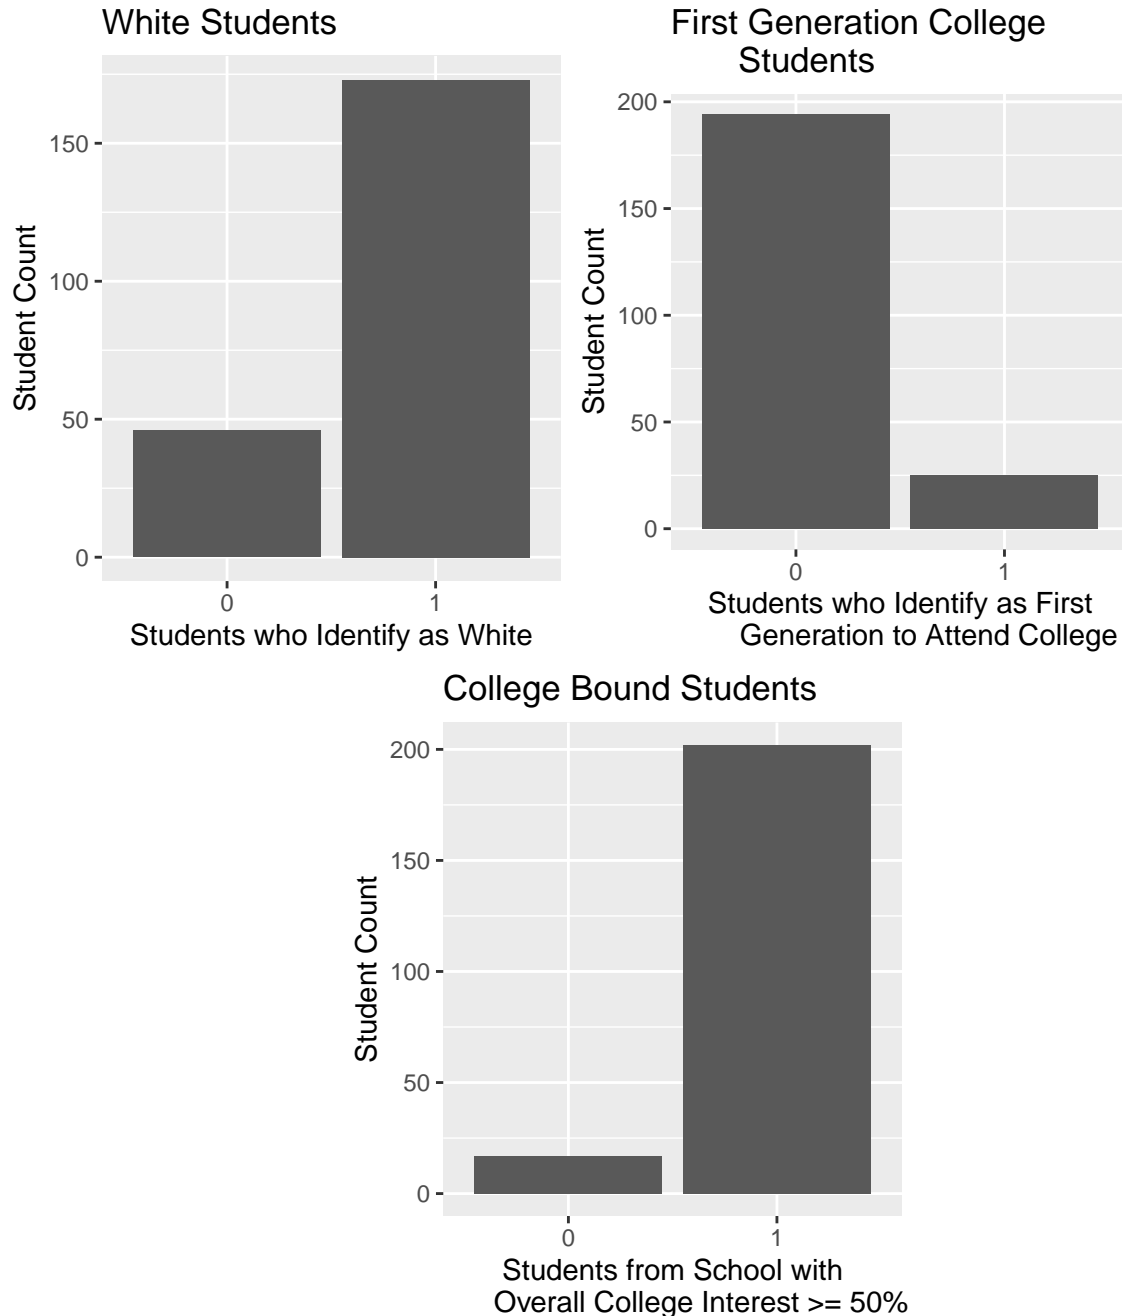 White Students
150
100
50
0
Student Count
0 1
Students who Identify as White
First Generation College
Students
200
150
100
50
0
Student Count
0 1
Students who Identify as First
Generation to Attend College
College Bound Students
200
150
100
50
0
Student Count
0 1
Students from School with
Overall College Interest >= 50%